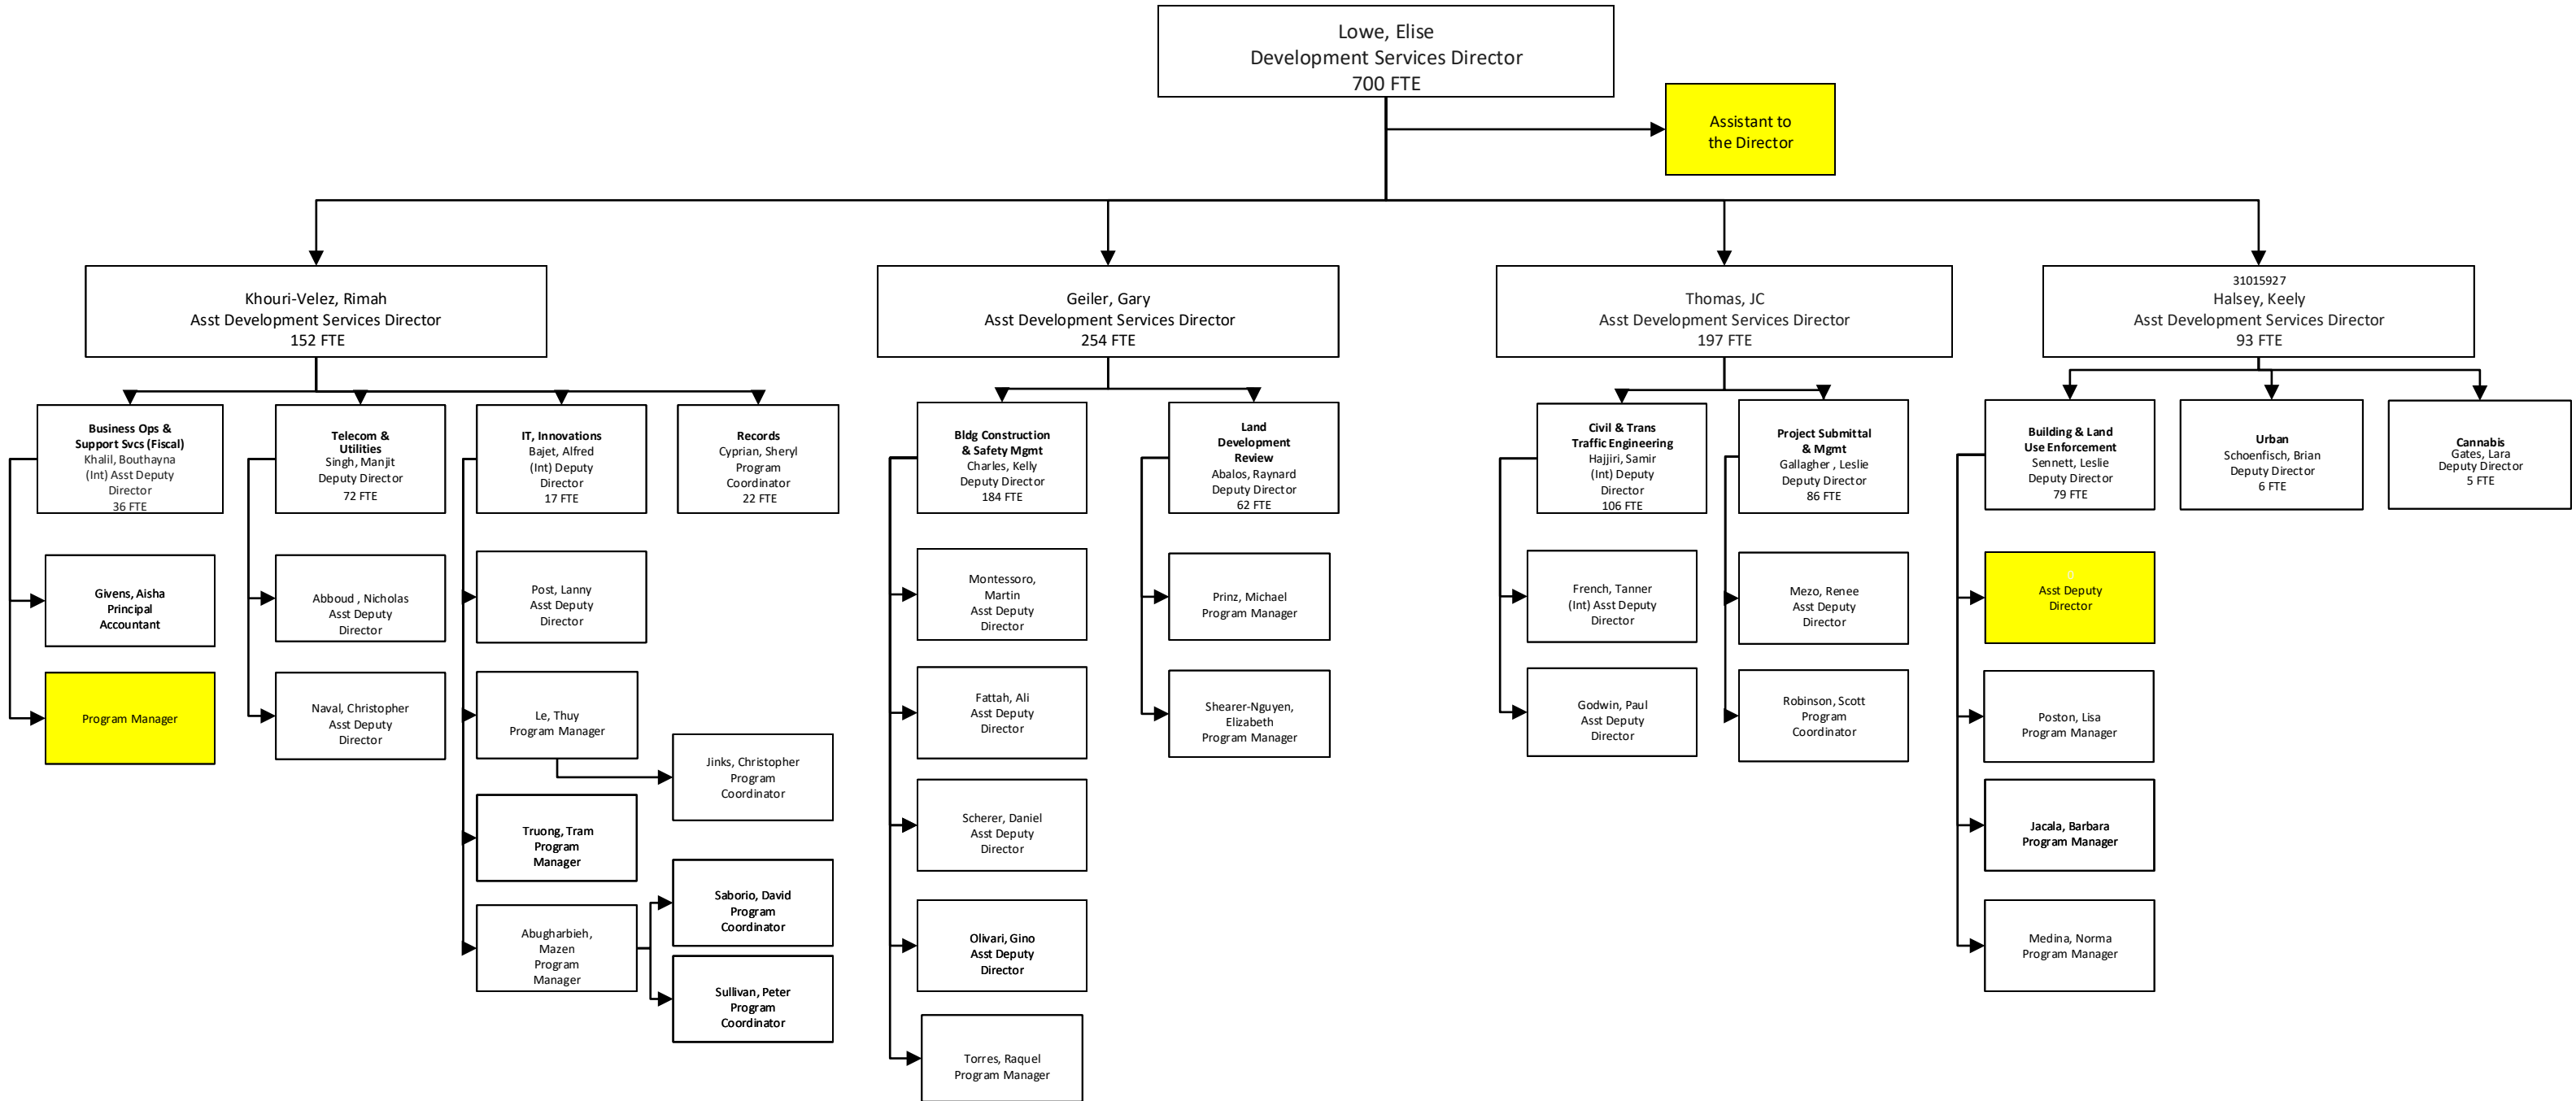 Lowe, Elise
Development Services Director
700 FTE
Assistant to
the Director
Khouri-Velez, Rimah
Asst Development Services Director
152 FTE
Geiler, Gary
Asst Development Services Director
254 FTE
Thomas, JC
Asst Development Services Director
197 FTE
31015927
Halsey, Keely
Asst Development Services Director
93 FTE
Business Ops &
Support Svcs (Fiscal)
Khalil, Bouthayna
(Int) Asst Deputy
Director
36 FTE
Telecom &
Utilities
Singh, Manjit
Deputy Director
72 FTE
IT, Innovations
Bajet, Alfred
(Int) Deputy
Director
17 FTE
Records
Cyprian, Sheryl
Program
Coordinator
22 FTE
Bldg Construction
& Safety Mgmt
Charles, Kelly
Deputy Director
184 FTE
Land
Development
Review
Abalos, Raynard
Deputy Director
62 FTE
Civil & Trans
Traffic Engineering
Hajjiri, Samir
(Int) Deputy
Director
106 FTE
Project Submittal
& Mgmt
Gallagher , Leslie
Deputy Director
86 FTE
Building & Land
Use Enforcement
Sennett, Leslie
Deputy Director
79 FTE
Urban
Schoenfisch, Brian
Deputy Director
6 FTE
Cannabis
Gates, Lara
Deputy Director
5 FTE
Givens, Aisha
Principal
Accountant
Program Manager
Abboud , Nicholas
Asst Deputy
Director
Naval, Christopher
Asst Deputy
Director
Post, Lanny
Asst Deputy
Director
Le, Thuy
Program Manager
Jinks, Christopher
Program
Coordinator
Truong, Tram
Program
Manager
Abugharbieh,
Mazen
Program
Manager
Saborio, David
Program
Coordinator
Sullivan, Peter
Program
Coordinator
Montessoro,
Martin
Asst Deputy
Director
Fattah, Ali
Asst Deputy
Director
Scherer, Daniel
Asst Deputy
Director
Olivari, Gino
Asst Deputy
Director
Torres, Raquel
Program Manager
Prinz, Michael
Program Manager
Shearer-Nguyen,
Elizabeth
Program Manager
French, Tanner
(Int) Asst Deputy
Director
Godwin, Paul
Asst Deputy
Director
Mezo, Renee
Asst Deputy
Director
Robinson, Scott
Program
Coordinator
0
Asst Deputy
Director
Poston, Lisa
Program Manager
Jacala, Barbara
Program Manager
Medina, Norma
Program Manager